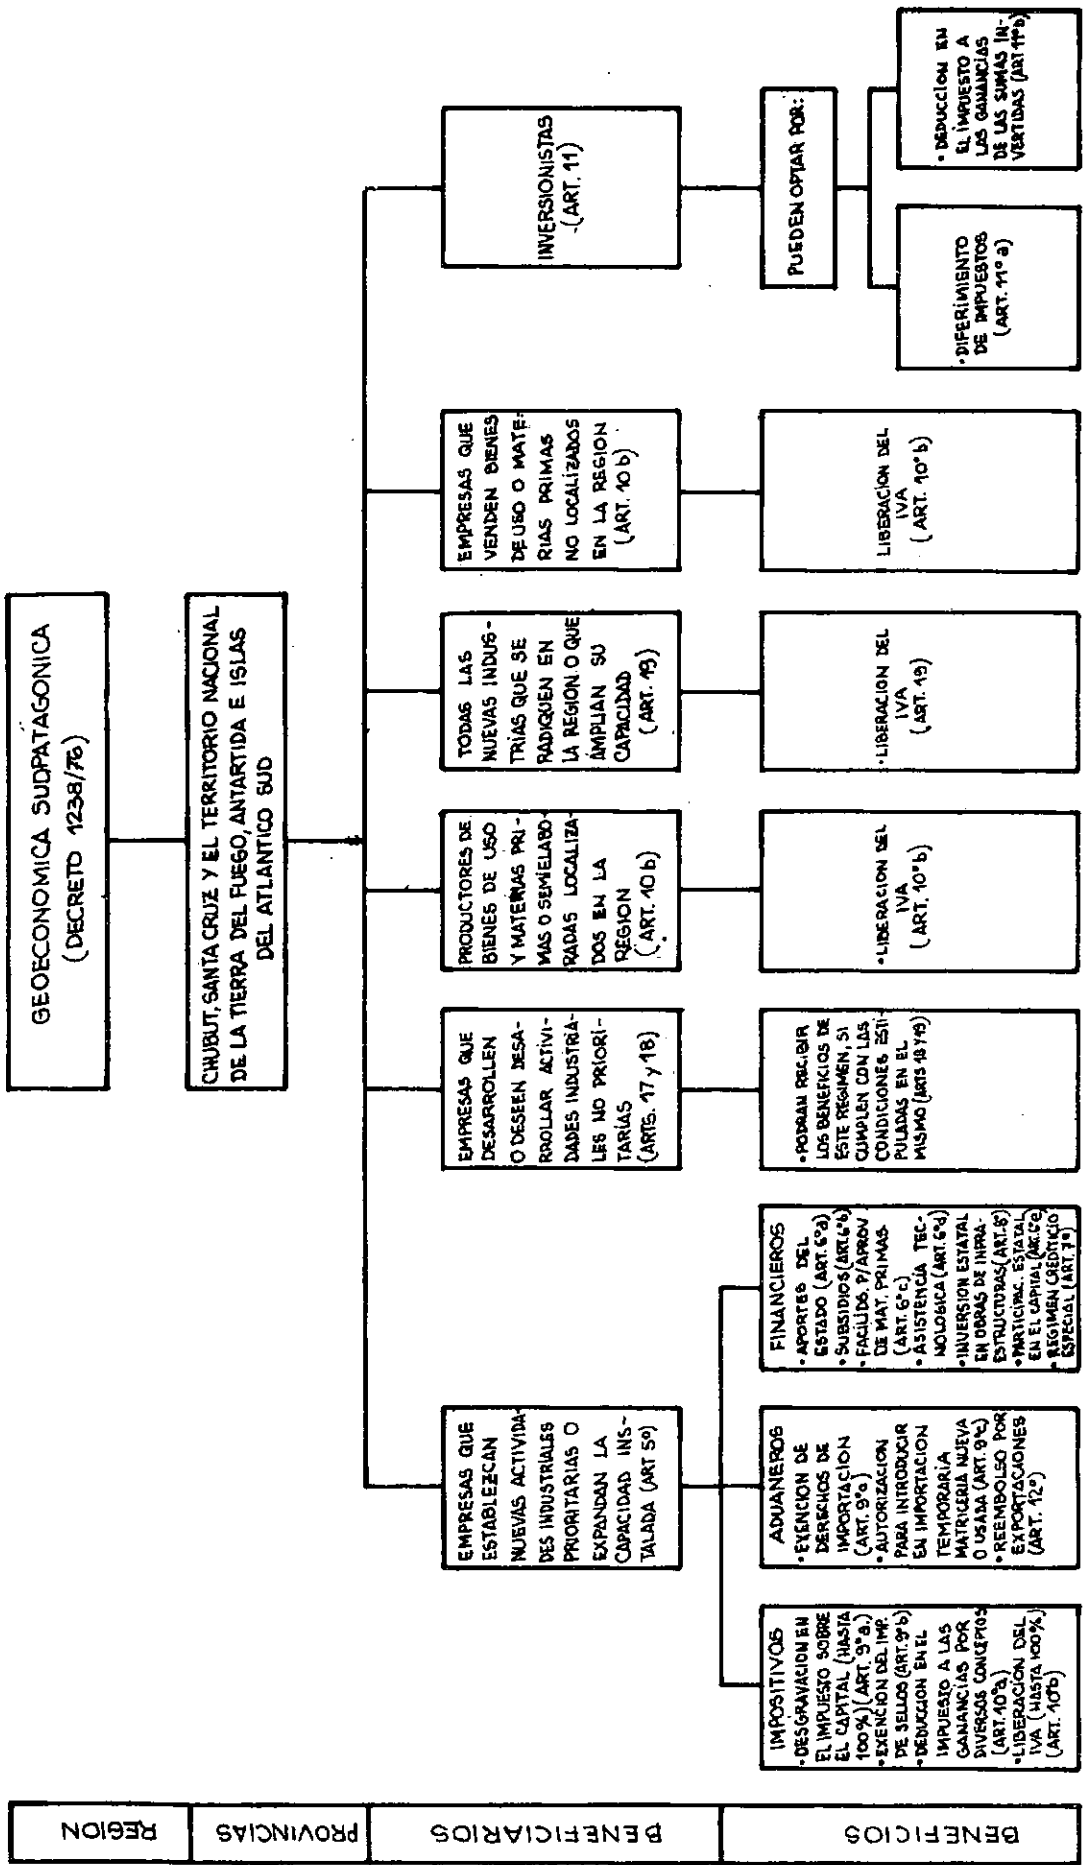 REGION
GEOECONOMICA SUDPATAGONICA
(DECRETO 1238/76)
PROVINCIAS
CHUBUT, SANTA CRUZ Y EL TERRITORIO NACIONAL
DE LA TIERRA DEL FUEGO, ANTARTIDA E ISLAS
DEL ATLANTICO SUD
BENEFICIARIOS
EMPRESAS QUE
ESTABLEZCAN
NUEVAS ACTIVIDA-
DES INDUSTRIALES
PRIORITARIAS O
EXPANDAN LA
CAPACIDAD INS-
TALADA (ART 5º)
EMPRESAS QUE
DESARROLLEN
O DESEEN DESA-
RROLLAR ACTIVI-
DADES INDUSTRIA-
LES NO PRIORI-
TARIAS
(ARTS. 17 y 18)
PRODUCTORES DE
BIENES DE USO
Y MATERIAS PRI-
MAS O SEMIELABO-
RADAS LOCALIZA-
DOS EN LA
REGION
(ART. 10 b)
TODAS LAS
NUEVAS INDUS-
TRIAS QUE SE
RADIQUEN EN
LA REGION O QUE
AMPLIAN SU
CAPACIDAD
(ART. 19)
EMPRESAS QUE
VENDEN BIENES
DE USO O MATE-
RIAS PRIMAS
NO LOCALIZADOS
EN LA REGION
(ART. 10 b)
INVERSIONISTAS
-(ART. 11)
BENEFICIOS
IMPOSITIVOS
• DESGRAVACION EN
EL IMPUESTO SOBRE
EL CAPITAL (HASTA
100%) (ART. 9º a.)
• EXENCION DEL IMP.
DE SELLOS (ART. 9º b)
• DEDUCCION EN EL
IMPUESTO A LAS
GANANCIAS POR
DIVERSOS CONCEPTOS
(ART. 10º a)
• LIBERACION DEL
IVA (HASTA 100%)
(ART. 10º b)
ADUANEROS
• EXENCION DE
DERECHOS DE
IMPORTACION
(ART. 9º c)
• AUTORIZACION
PARA INTRODUCIR
EN IMPORTACION
TEMPORARIA
MATRICERIA NUEVA
O USADA (ART. 9º c)
• REEMBOLSO POR
EXPORTACIONES
(ART. 12º)
FINANCIEROS
• APORTES DEL
ESTADO (ART. 6º a)
• SUBSIDIOS (ART. 6º b)
• FACILID. P/APROV
DE MAT. PRIMAS
(ART. 6º c)
• ASISTENCIA TEC-
NOLOGICA (ART. 6º d)
• INVERSION ESTATAL
EN OBRAS DE INFRA-
ESTRUCTURAS (ART. 8º)
• PARTICIPAC. ESTATAL
EN EL CAPITAL (ART. 6º e)
• REGIMEN CREDITICIO
ESPECIAL (ART. 7º)
• PODRAN RECIBIR
LOS BENEFICIOS DE
ESTE REGIMEN, SI
CUMPLEN CON LAS
CONDICIONES ESTI-
PULADAS EN EL
MISMO (ARTS 18 y 19)
• LIBERACION DEL
IVA
(ART. 10º b)
• LIBERACION DEL
IVA
(ART. 19)
LIBERACION DEL
IVA
(ART. 10º b)
PUEDEN OPTAR POR:
• DIFERIMIENTO
DE IMPUESTOS
(ART. 11º a)
• DEDUCCION EN
EL IMPUESTO A
LAS GANANCIAS
DE LAS SUMAS IN-
VERTIDAS (ART 11º b)